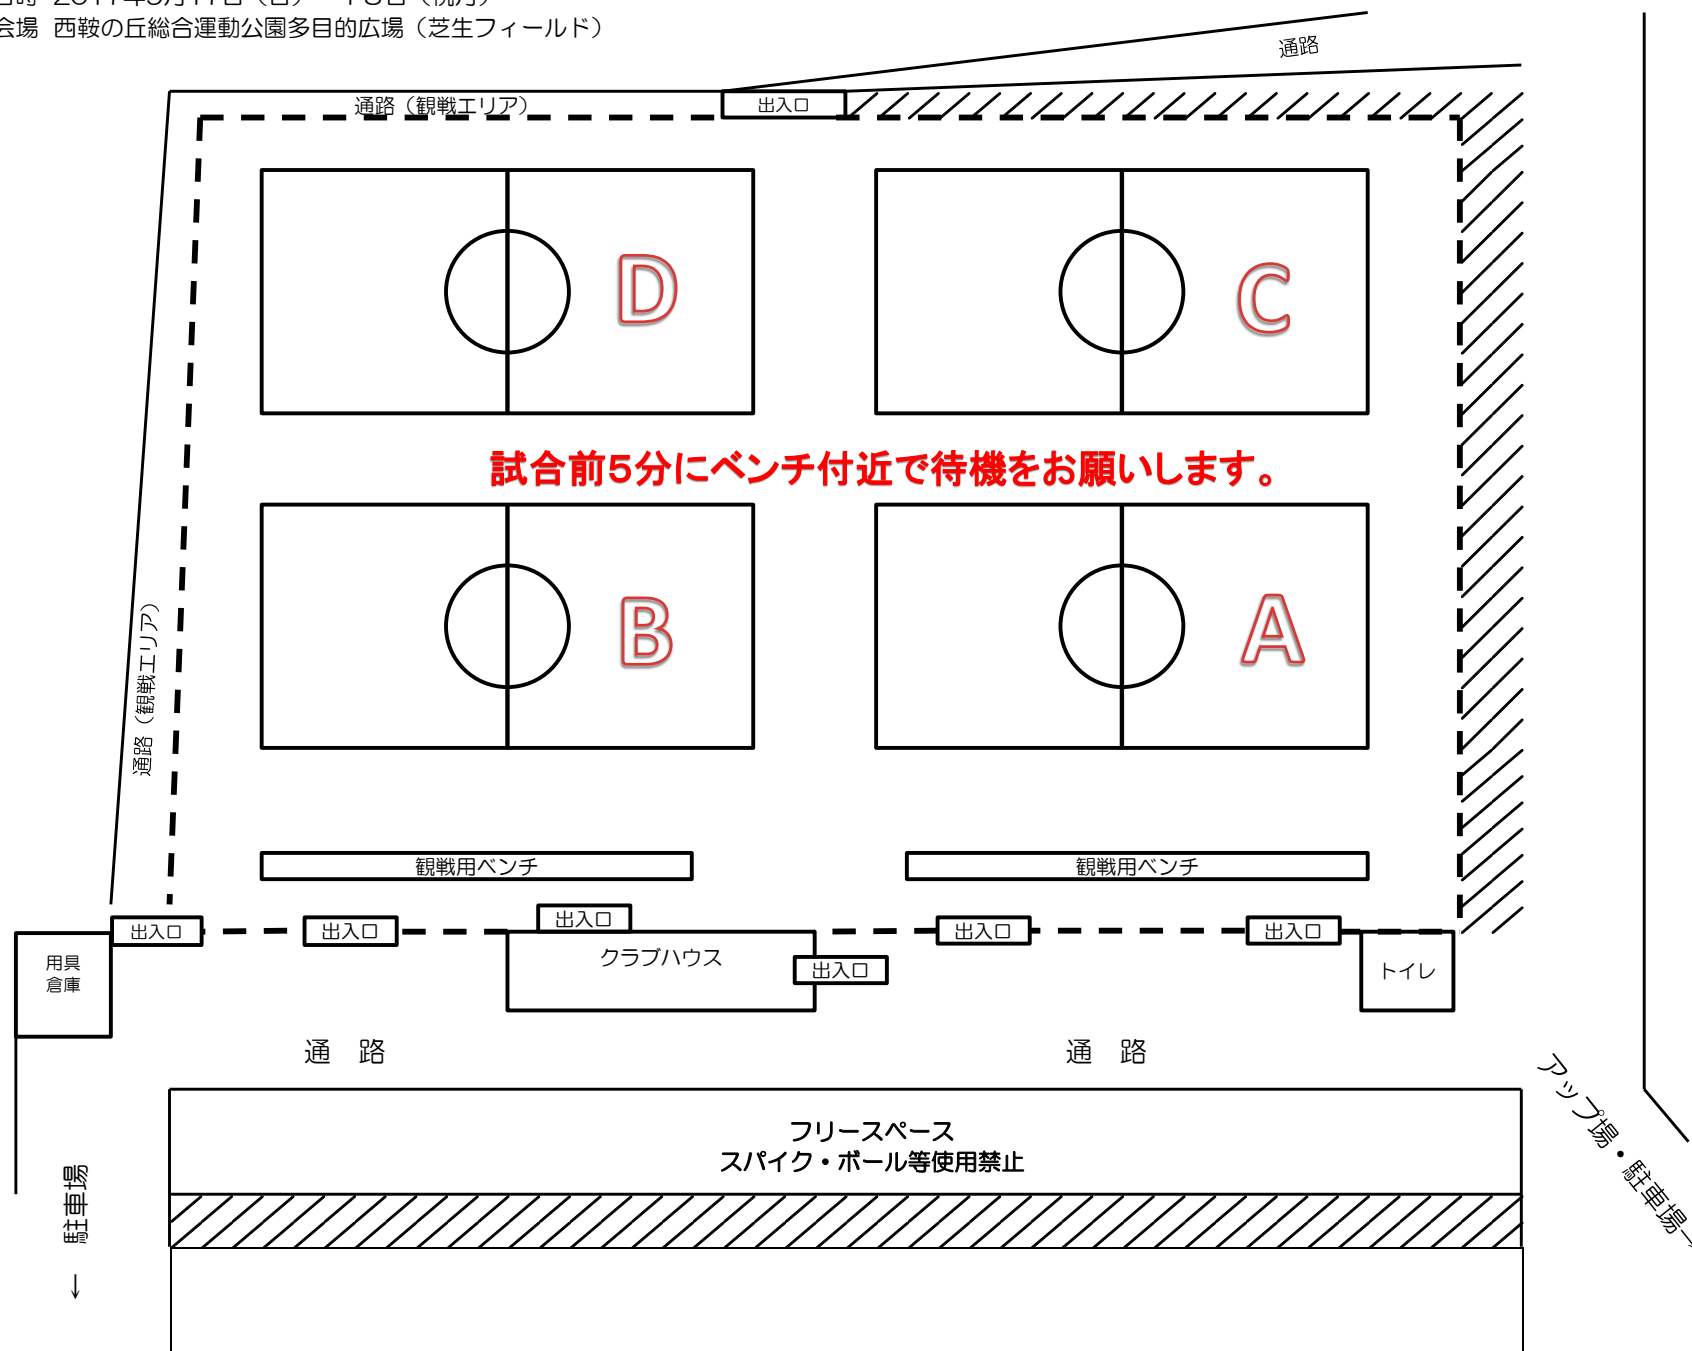 会場 西鞍の丘総合運動公園多目的広場（芝生フィールド）
通路
通路（観戦エリア）
出入口
D
C
試合前5分にベンチ付近で待機をお願いします。
B
A
通路（観戦エリア）
観戦用ベンチ
観戦用ベンチ
出入口
出入口
出入口
出入口
出入口
用具
倉庫
クラブハウス
出入口
トイレ
通　路
通　路
フリースペース
スパイク・ボール等使用禁止
← 駐車場
アップ場・駐車場→